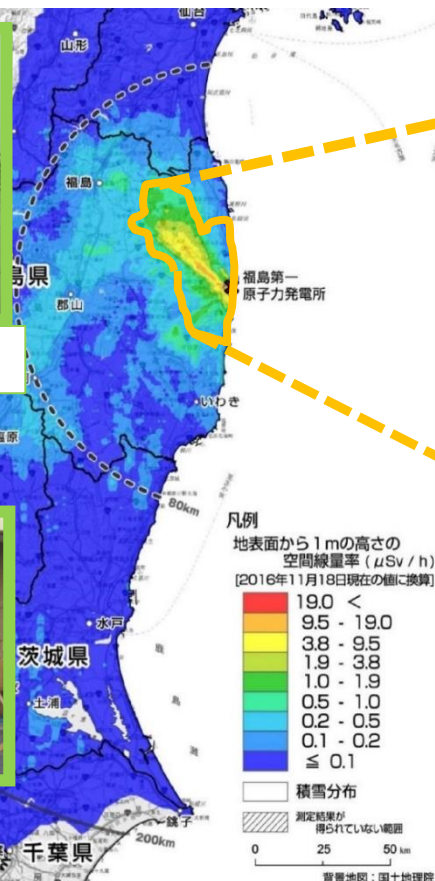 仙台
山形
福島
島県
福島第一
原子力発電所
郡山
いわき
原
80km
凡例
地表面から1mの高さの
空間線量率(μSv / h)
[2016年11月18日現在の値に換算]
19.0 <
9.5 - 19.0
3.8 - 9.5
1.9 - 3.8
1.0 - 1.9
0.5 - 1.0
0.2 - 0.5
0.1 - 0.2
≦ 0.1
水戸
茨城県
鹿
島
灘
土浦
積雪分布
測定結果が
得られていない範囲
銚子
200km
千葉県
0 50 km
背景地図:国土地理院